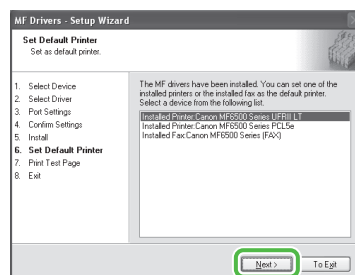 MF Drivers - Setup Wizard
Set Default Printer
Set as default printer.
1. Select Device
2. Select Driver
3. Port Settings
4. Confirm Settings
5. Install
6. Set Default Printer
7. Print Test Page
8. Exit
The MF drivers have been installed. You can set one of the
installed printers or the installed fax as the default printer.
Select a device from the following list.
Installed Printer:Canon MF6500 Series UFRII LT
Installed Printer:Canon MF6500 Series PCL5e
Installed Fax:Canon MF6500 Series (FAX)
Next >
To Exit